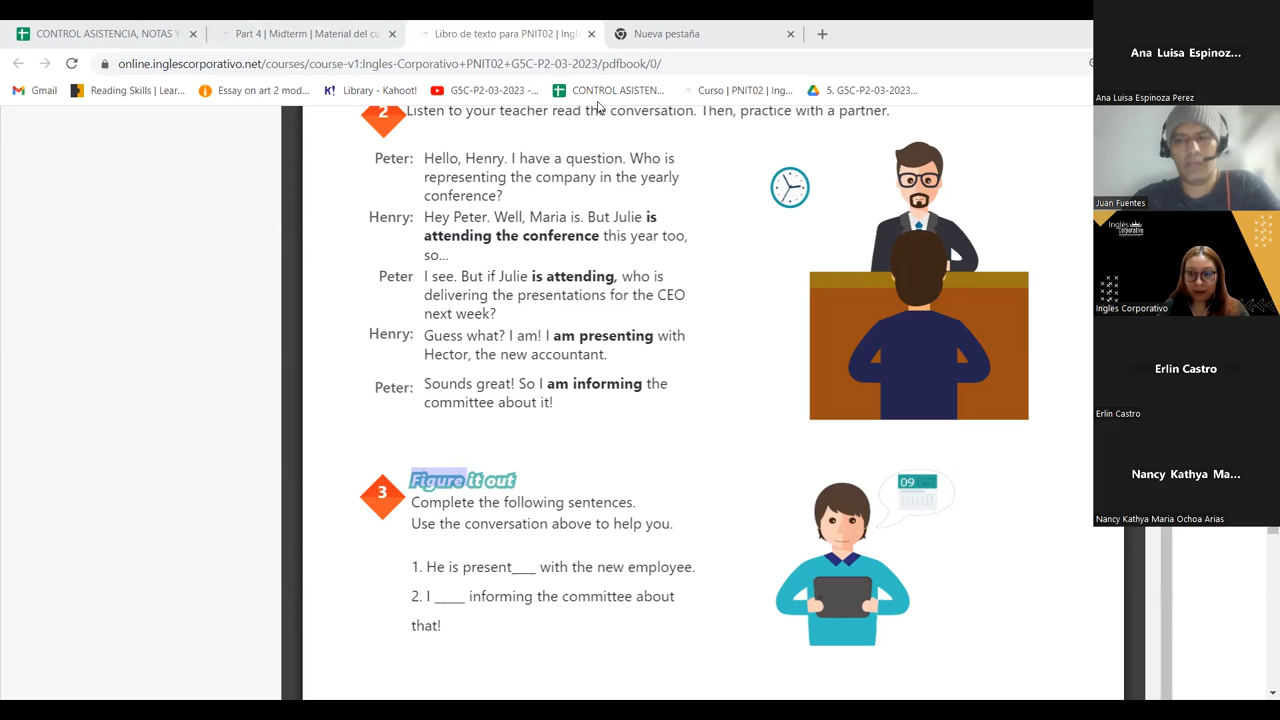 CONTROL ASISTENCIA, NOTAS Y
Part 4 | Midterm | Material del cu
Libro de texto para PNIT02 | Ingl
Nueva pestaña
online.inglescorporativo.net/courses/course-v1:Ingles-Corporativo+PNIT02+G5C-P2-03-2023/pdfbook/0/
Gmail
Reading Skills | Lear...
Essay on art 2 mod...
Library - Kahoot!
G5C-P2-03-2023 -...
CONTROL ASISTEN...
Curso | PNIT02 | Ing...
5. G5C-P2-03-2023...
2
Listen to your teacher read the conversation. Then, practice with a partner.
Peter: Hello, Henry. I have a question. Who is
representing the company in the yearly
conference?
Henry: Hey Peter. Well, Maria is. But Julie is
attending the conference this year too,
so...
Peter I see. But if Julie is attending, who is
delivering the presentations for the CEO
next week?
Henry: Guess what? I am! I am presenting with
Hector, the new accountant.
Peter: Sounds great! So I am informing the
committee about it!
3
Figure it out
Complete the following sentences.
Use the conversation above to help you.
1. He is present____ with the new employee.
2. I _____ informing the committee about
that!
09
Ana Luisa Espinoz...
Ana Luisa Espinoza Perez
Juan Fuentes
Inglés
Corporativo
Ingles Corporativo
Erlin Castro
Erlin Castro
Nancy Kathya Ma...
Nancy Kathya Maria Ochoa Arias